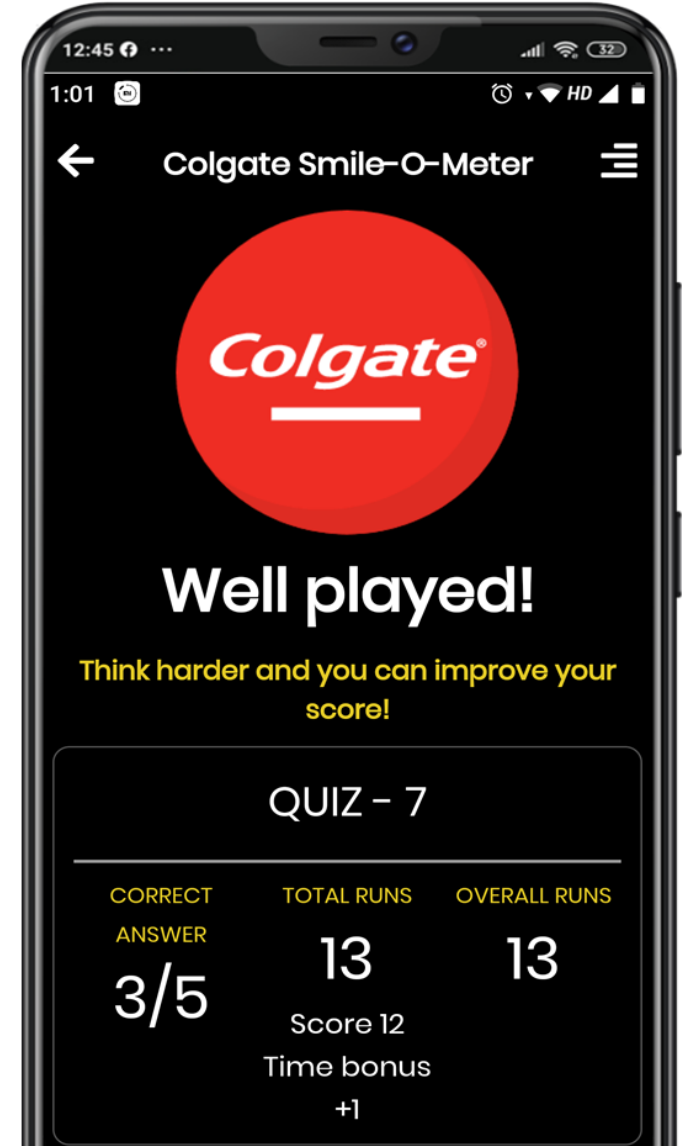 12:45 ...
32
1:01
HD
Colgate Smile-O-Meter
Colgate®
Well played!
Think harder and you can improve your
score!
QUIZ - 7
CORRECT
ANSWER
3/5
TOTAL RUNS
13
Score 12
Time bonus
+1
OVERALL RUNS
13